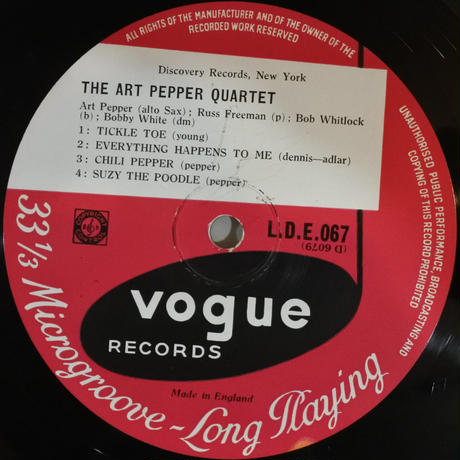 ALL RIGHTS OF THE MANUFACTURER AND OF THE OWNER OF THE
RECORDED WORK RESERVED
Discovery Records, New York
THE ART PEPPER QUARTET
Art Pepper (alto Sax); Russ Freeman (p); Bob Whitlock
(b); Bobby White (dm)
1: TICKLE TOE (young)
2: EVERYTHING HAPPENS TO ME (dennis—adlar)
3: CHILI PEPPER (pepper)
4: SUZY THE POODLE (pepper)
UNAUTHORISED PUBLIC PERFORMANCE, BROADCASTING AND
COPYING OF THIS RECORD PROHIBITED
L.D.E.067
(D 6079)
vogue
RECORDS
Made in England
33 1/3 Microgroove - Long Playing